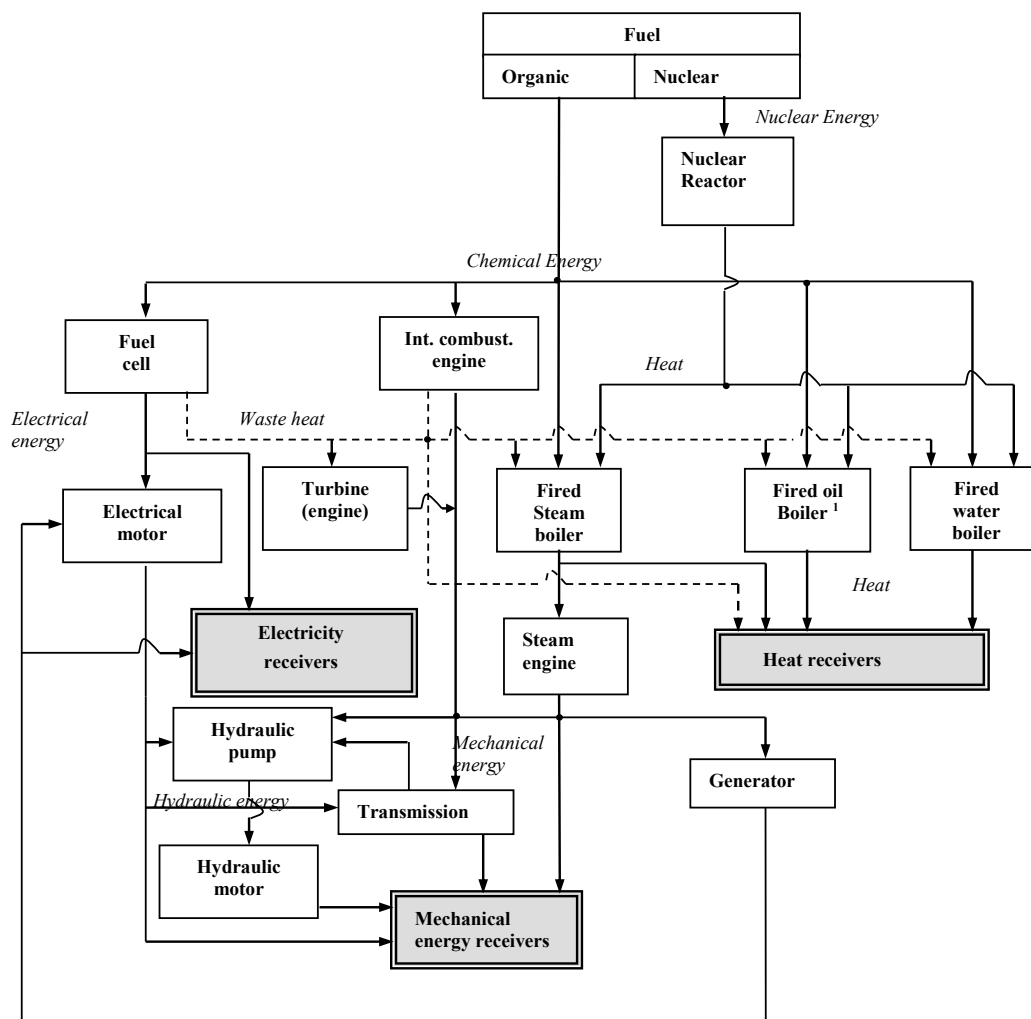 Fuel
Organic
Nuclear
Nuclear Energy
Nuclear
Reactor
Chemical Energy
Fuel
cell
Int. combust.
engine
Heat
Electrical
energy
Waste heat
Electrical
motor
Turbine
(engine)
Fired
Steam
boiler
Fired oil
Boiler 1
Fired
water
boiler
Heat
Electricity
receivers
Steam
engine
Heat receivers
Hydraulic
pump
Mechanical
energy
Generator
Hydraulic energy
Transmission
Hydraulic
motor
Mechanical
energy receivers